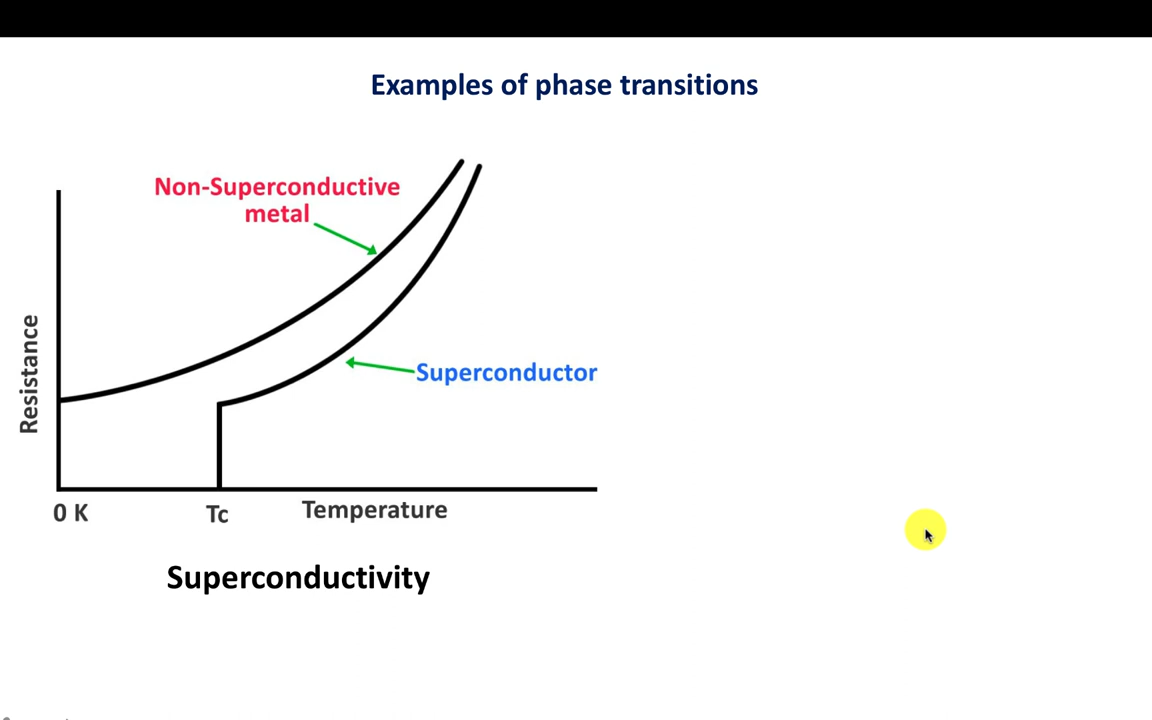 Examples of phase transitions
Non-Superconductive
metal
Resistance
Superconductor
0 K
Tc
Temperature
Superconductivity